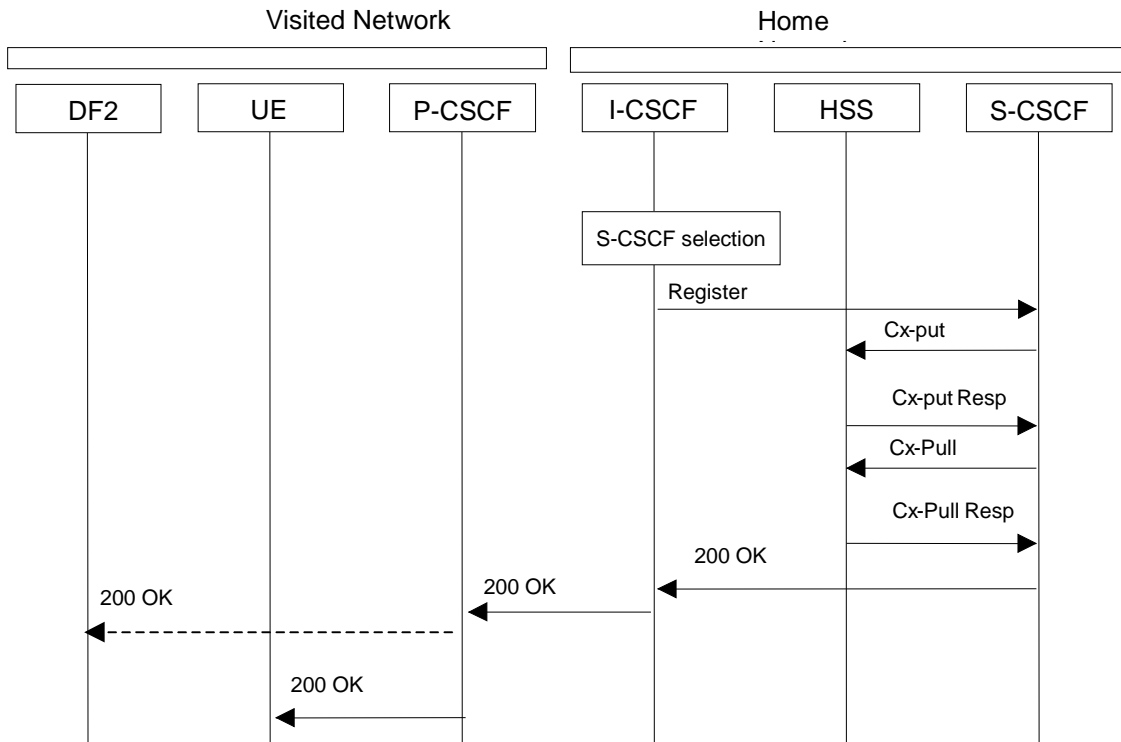 Visited Network
Home
DF2
UE
P-CSCF
I-CSCF
HSS
S-CSCF
S-CSCF selection
Register
Cx-put
Cx-put Resp
Cx-Pull
Cx-Pull Resp
200 OK
200 OK
200 OK
200 OK